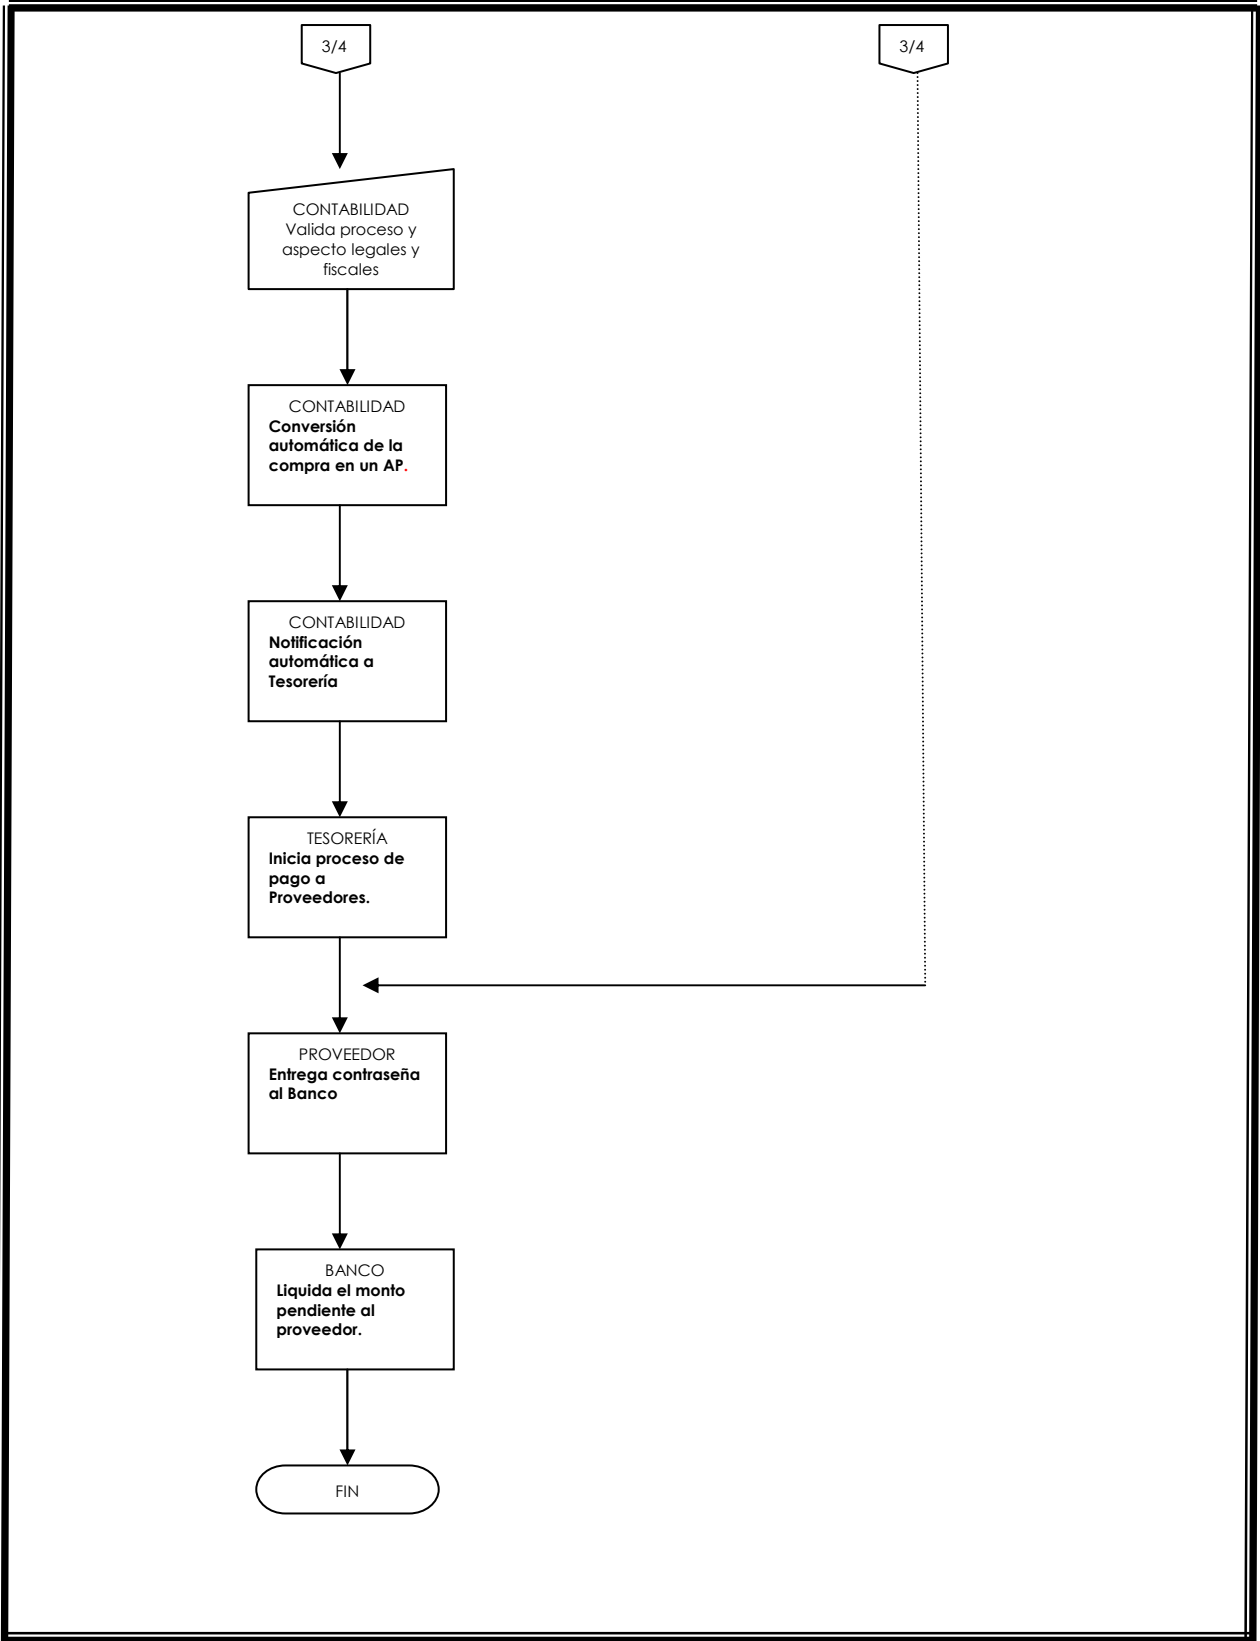 3/4
3/4
CONTABILIDAD
Valida proceso y
aspecto legales y
fiscales
CONTABILIDAD
Conversión
automática de la
compra en un AP.
CONTABILIDAD
Notificación
automática a
Tesorería
TESORERÍA
Inicia proceso de
pago a
Proveedores.
PROVEEDOR
Entrega contraseña
al Banco
BANCO
Liquida el monto
pendiente al
proveedor.
FIN